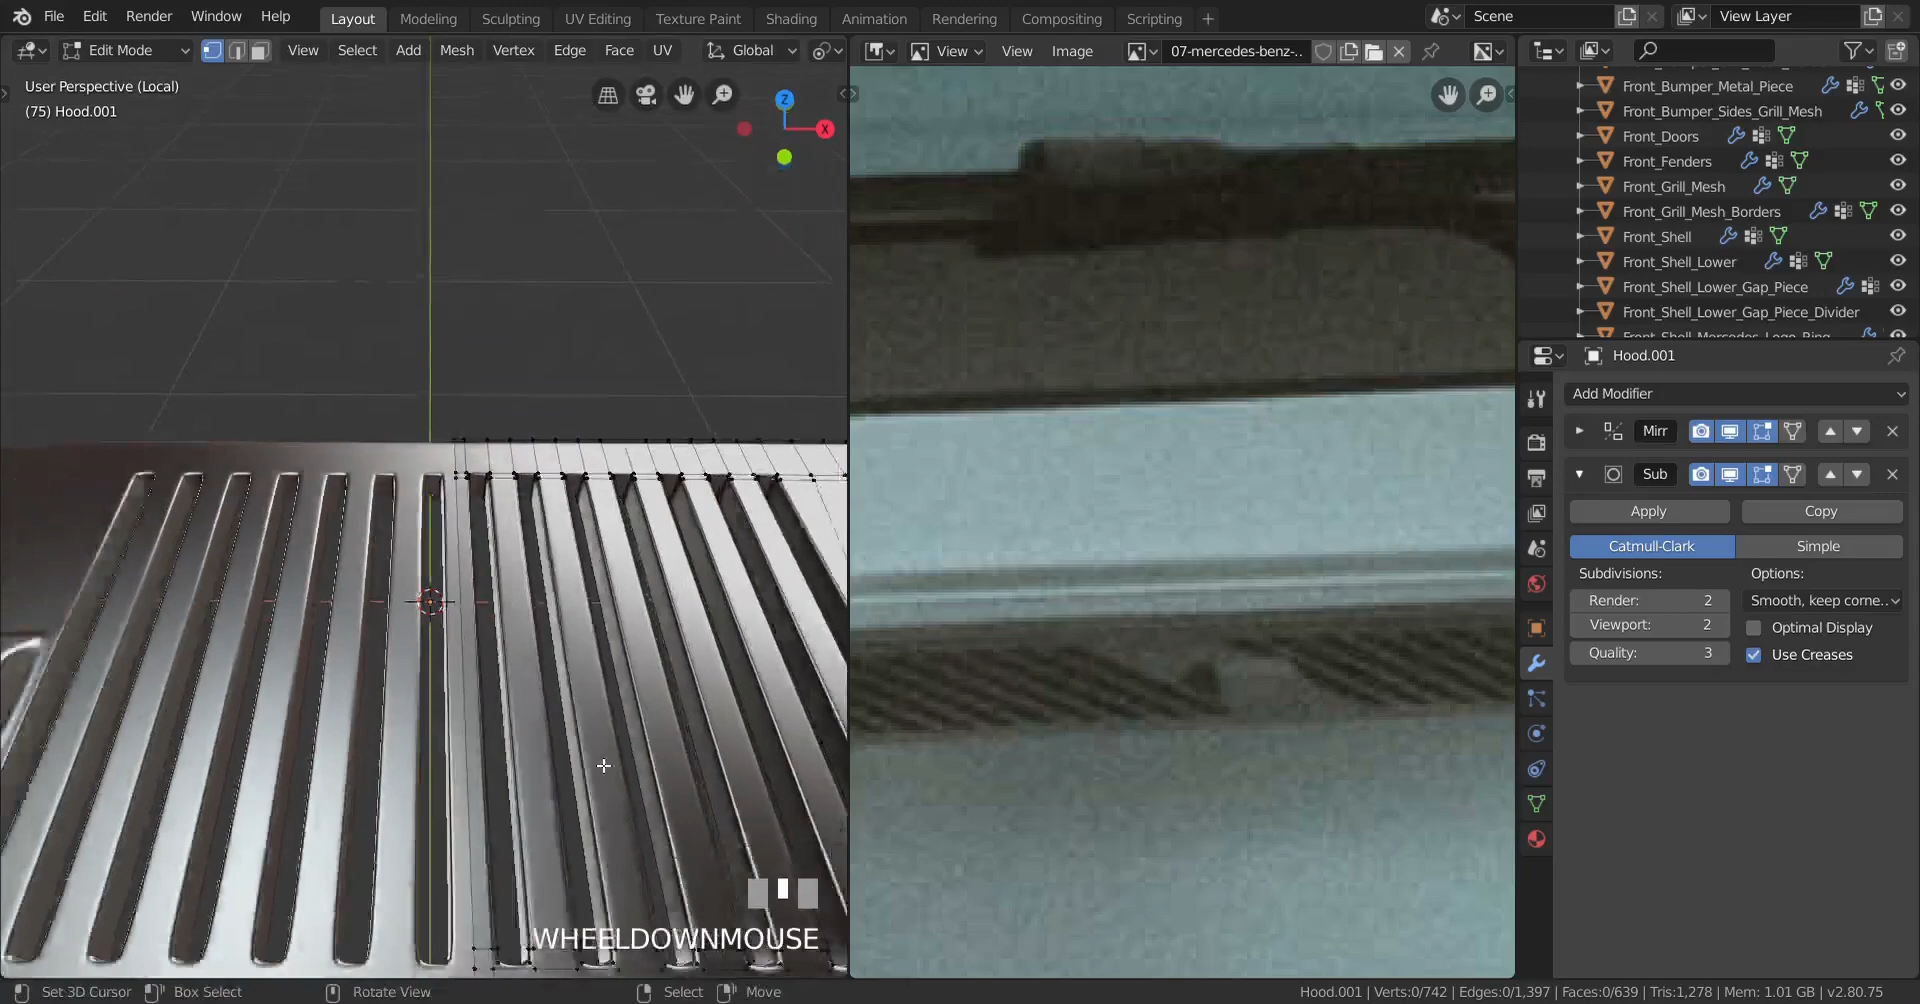 File Edit Render Window Help Layout Modeling Sculpting UV Editing Texture Paint Shading Animation Rendering Compositing Scripting + Scene View Layer
Edit Mode View Select Add Mesh Vertex Edge Face UV Global View View Image 07-mercedes-benz-..
User Perspective (Local)
(75) Hood.001
Z
X
Front_Bumper_Metal_Piece
Front_Bumper_Sides_Grill_Mesh
Front_Doors
Front_Fenders
Front_Grill_Mesh
Front_Grill_Mesh_Borders
Front_Shell
Front_Shell_Lower
Front_Shell_Lower_Gap_Piece
Front_Shell_Lower_Gap_Piece_Divider
Front_Shell_Mercedes_Logo_Ring
Hood.001
Add Modifier
Mirr
Sub
Apply Copy
Catmull-Clark Simple
Subdivisions: Options:
Render: 2 Smooth, keep corne..
Viewport: 2 Optimal Display
Quality: 3 Use Creases
WHEELDOWNMOUSE
Set 3D Cursor Box Select Rotate View Select Move Hood.001 | Verts:0/742 | Edges:0/1,397 | Faces:0/639 | Tris:1,278 | Mem: 1.01 GB | v2.80.75